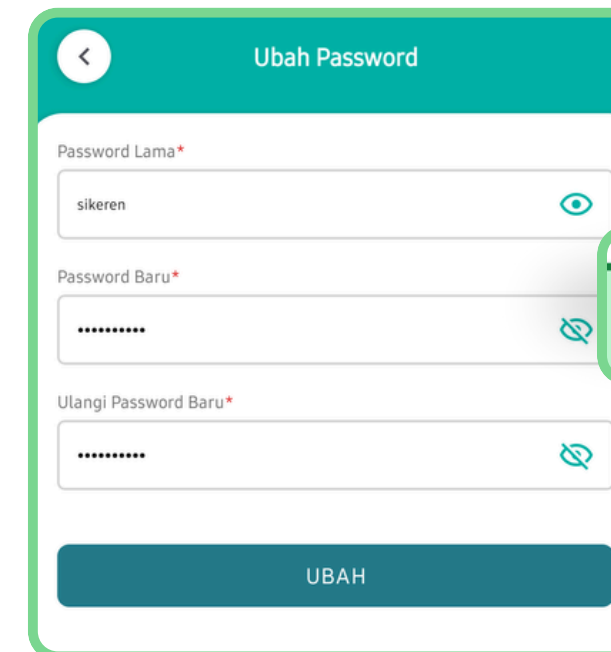 Ubah Password
Password Lama*
sikeren
Password Baru*
••••••••••
Ulangi Password Baru*
••••••••••
UBAH